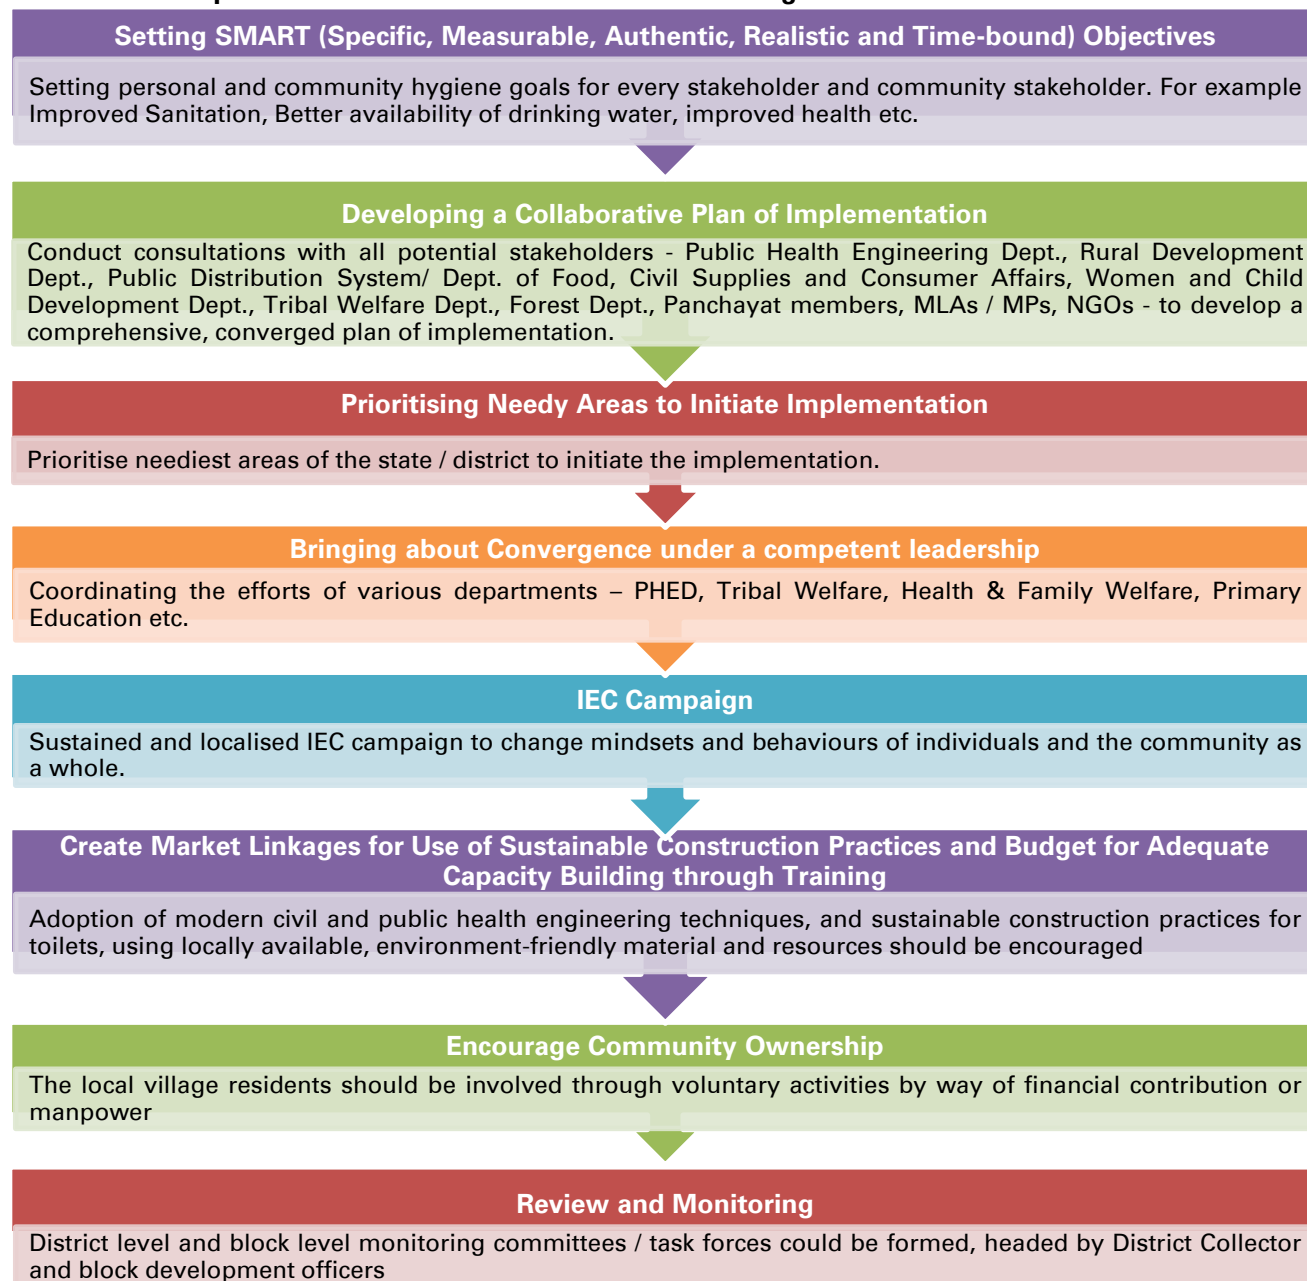 Setting SMART (Specific, Measurable, Authentic, Realistic and Time-bound) Objectives
Setting personal and community hygiene goals for every stakeholder and community stakeholder. For example
Improved Sanitation, Better availability of drinking water, improved health etc.
Developing a Collaborative Plan of Implementation
Conduct consultations with all potential stakeholders - Public Health Engineering Dept., Rural Development
Dept., Public Distribution System/ Dept. of Food, Civil Supplies and Consumer Affairs, Women and Child
Development Dept., Tribal Welfare Dept., Forest Dept., Panchayat members, MLAs / MPs, NGOs - to develop a
comprehensive, converged plan of implementation.
Prioritising Needy Areas to Initiate Implementation
Prioritise neediest areas of the state / district to initiate the implementation.
Bringing about Convergence under a competent leadership
Coordinating the efforts of various departments – PHED, Tribal Welfare, Health & Family Welfare, Primary
Education etc.
IEC Campaign
Sustained and localised IEC campaign to change mindsets and behaviours of individuals and the community as
a whole.
Create Market Linkages for Use of Sustainable Construction Practices and Budget for Adequate
Capacity Building through Training
Adoption of modern civil and public health engineering techniques, and sustainable construction practices for
toilets, using locally available, environment-friendly material and resources should be encouraged
Encourage Community Ownership
The local village residents should be involved through voluntary activities by way of financial contribution or
manpower
Review and Monitoring
District level and block level monitoring committees / task forces could be formed, headed by District Collector
and block development officers